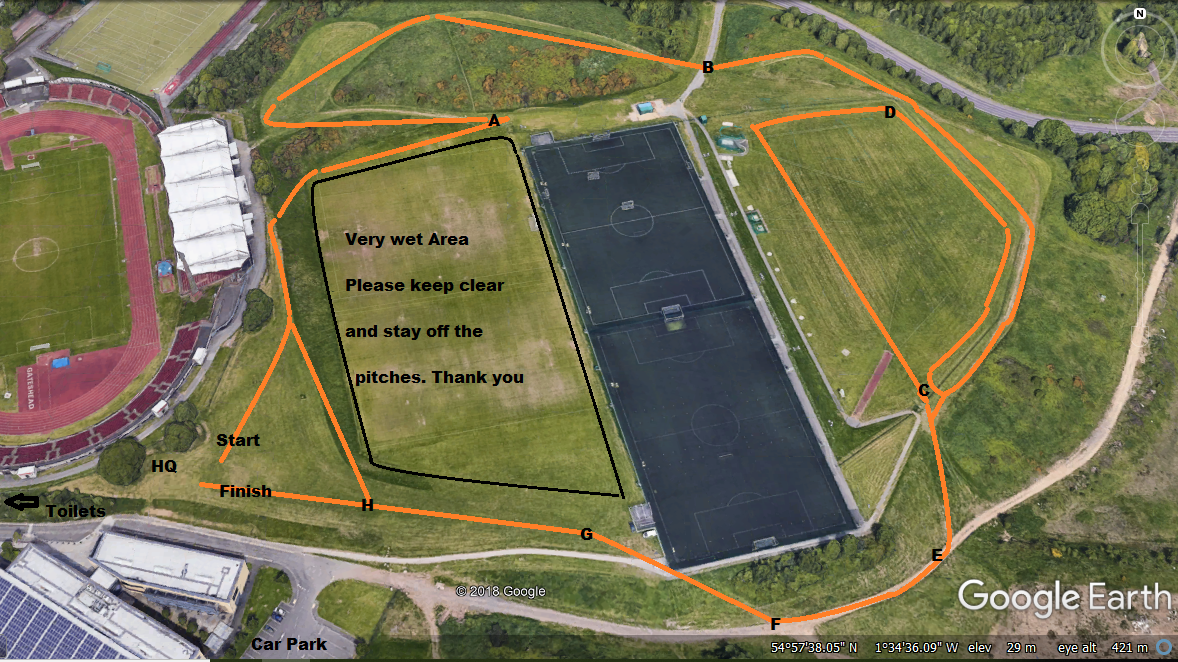 N
B
A
D
Very wet Area
Please keep clear
and stay off the
pitches. Thank you
GATESHEAD
C
Start
HQ
Finish
H
Toilets
G
E
© 2018 Google
Google Earth
F
Car Park
54°57'38.05" N 1°34'36.09" W elev 29 m eye alt 421 m